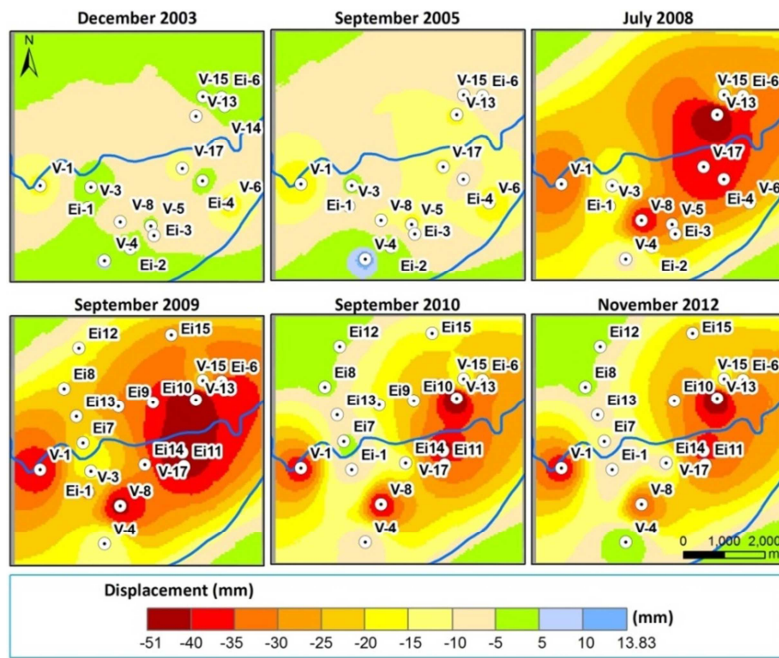 December 2003
September 2005
July 2008
N
V-15 Ei-6
V-13
V-14
V-17
V-1
V-3
V-6
Ei-1
Ei-4
V-8
V-5
Ei-3
V-4
Ei-2
V-15 Ei-6
V-13
V-17
V-1
V-3
V-6
Ei-1
Ei-4
V-8
V-5
Ei-3
V-4
Ei-2
V-15 Ei-6
V-13
V-17
V-1
V-3
V-6
Ei-1
Ei-4
V-8
V-5
Ei-3
V-4
Ei-2
September 2009
September 2010
November 2012
Ei12
Ei15
V-15 Ei-6
Ei8
Ei9
Ei10
V-13
Ei13
Ei7
Ei14
Ei11
V-1
V-3
V-17
Ei-1
V-8
V-4
Ei12
Ei15
V-15 Ei-6
Ei8
Ei9
Ei10
V-13
Ei13
Ei7
Ei14
Ei11
V-1
Ei-1
V-17
V-8
V-4
Ei12
Ei15
V-15 Ei-6
Ei8
Ei10
V-13
Ei13
Ei7
Ei14
Ei11
V-1
Ei-1
V-17
V-8
V-4
0 1,000 2,000
m
Displacement (mm)
(mm)
-51 -40 -35 -30 -25 -20 -15 -10 -5 5 10 13.83